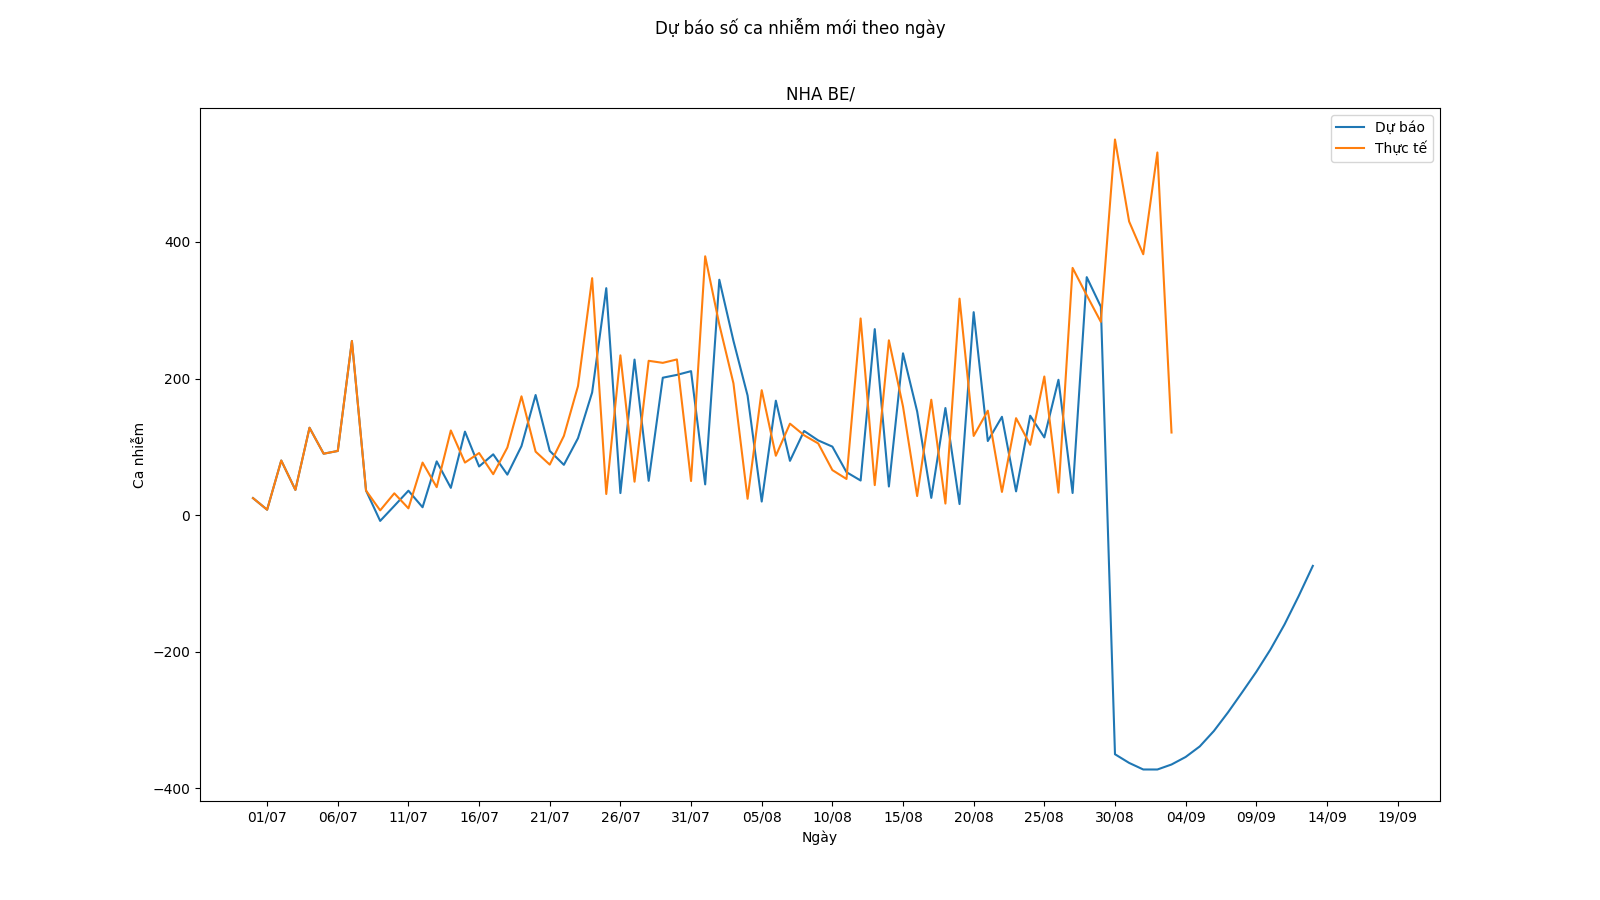 Dự báo số ca nhiễm mới theo ngày
NHA BE/
Dự báo
Thực tế
Ca nhiễm
400
200
0
−200
−400
01/07 06/07 11/07 16/07 21/07 26/07 31/07 05/08 10/08 15/08 20/08 25/08 30/08 04/09 09/09 14/09 19/09
Ngày